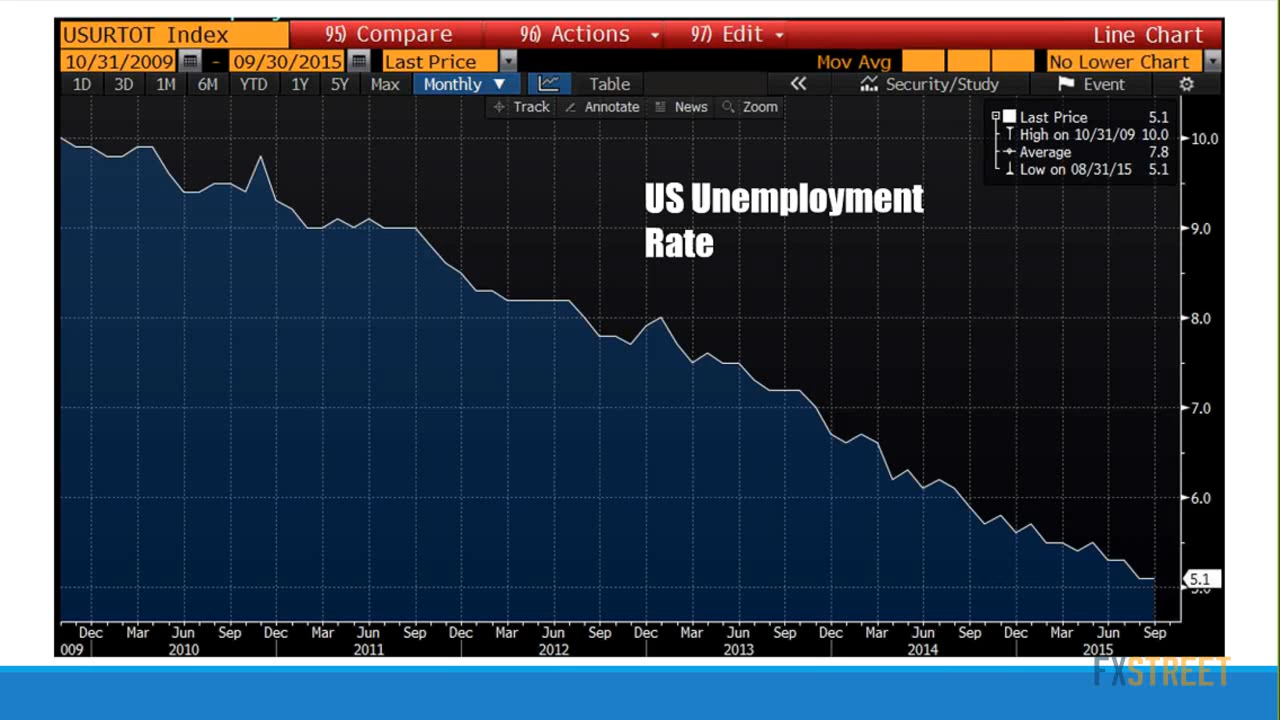 USURTOT Index 95) Compare 96) Actions 97) Edit Line Chart
10/31/2009 - 09/30/2015 Last Price Mov Avg No Lower Chart
1D 3D 1M 6M YTD 1Y 5Y Max Monthly ▼ Table « Security/Study Event
Track Annotate News Zoom
Last Price 5.1
High on 10/31/09 10.0
Average 7.8
Low on 08/31/15 5.1
US Unemployment
Rate
10.0
9.0
8.0
7.0
6.0
5.1
5.0
Dec Mar Jun Sep Dec Mar Jun Sep Dec Mar Jun Sep Dec Mar Jun Sep Dec Mar Jun Sep Dec Mar Jun Sep
009 2010 2011 2012 2013 2014 2015
FXSTREET